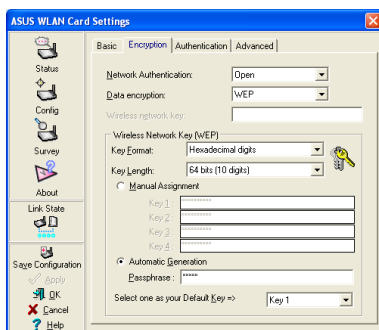 ASUS WLAN Card Settings
Status
Config
Survey
About
Link State
Save Configuration
Apply
OK
Cancel
Help
Basic Encryption Authentication Advanced
Network Authentication: Open
Data encryption: WEP
Wireless network key:
Wireless Network Key (WEP)
Key Format: Hexadecimal digits
Key Length: 64 bits (10 digits)
Manual Assignment
Key 1: **********
Key 2: **********
Key 3: **********
Key 4: **********
Automatic Generation
Passphrase : *****
Select one as your Default Key => Key 1